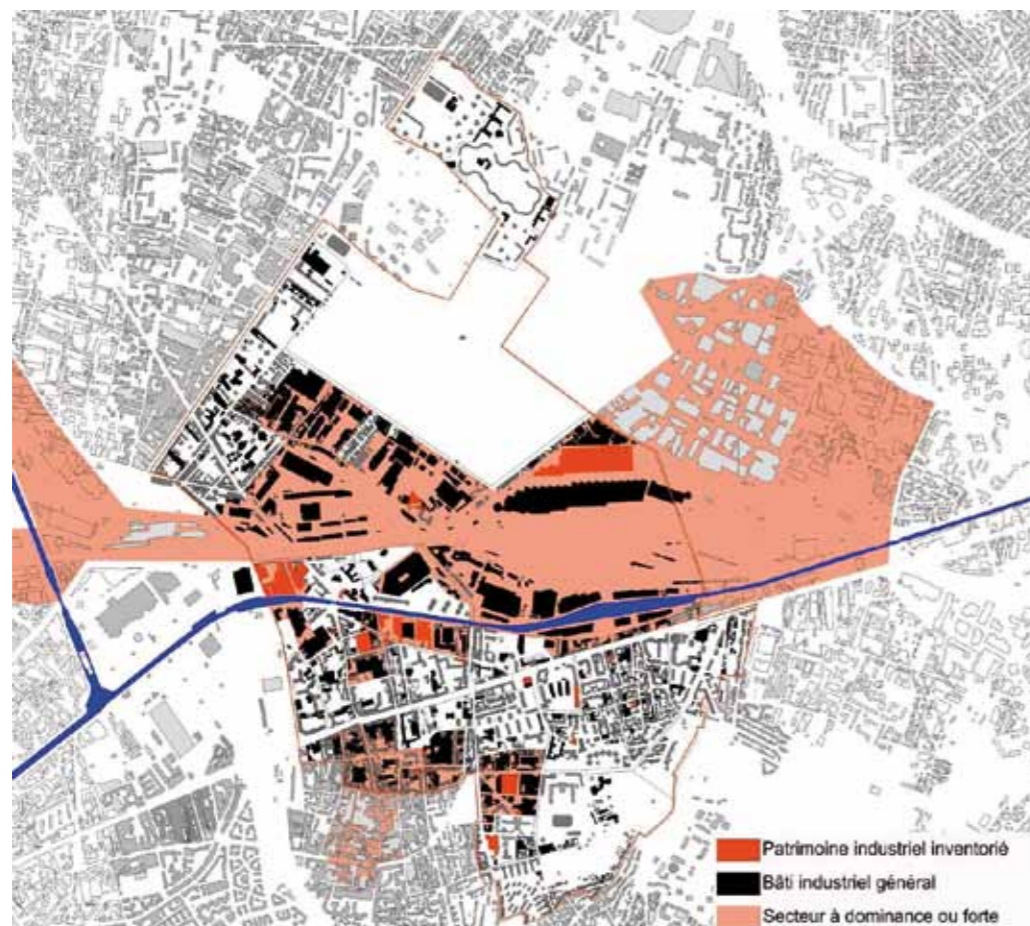 Patrimoine industriel inventorié
Bâti industriel général
Secteur à dominance ou forte